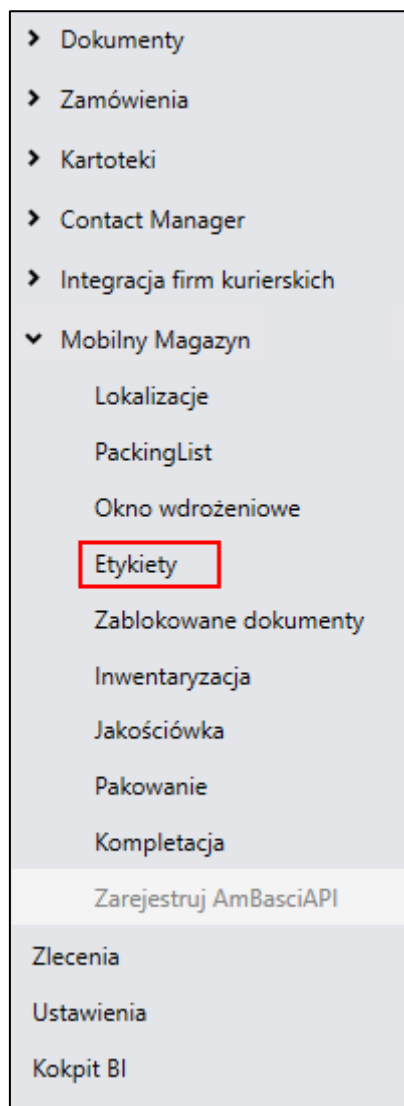 Dokumenty
Zamówienia
Kartoteki
Contact Manager
Integracja firm kurierskich
Mobilny Magazyn
Lokalizacje
PackingList
Okno wdrożeniowe
Etykiety
Zablokowane dokumenty
Inwentaryzacja
Jakościówka
Pakowanie
Kompletacja
Zarejestruj AmBasciAPI
Zlecenia
Ustawienia
Kokpit BI